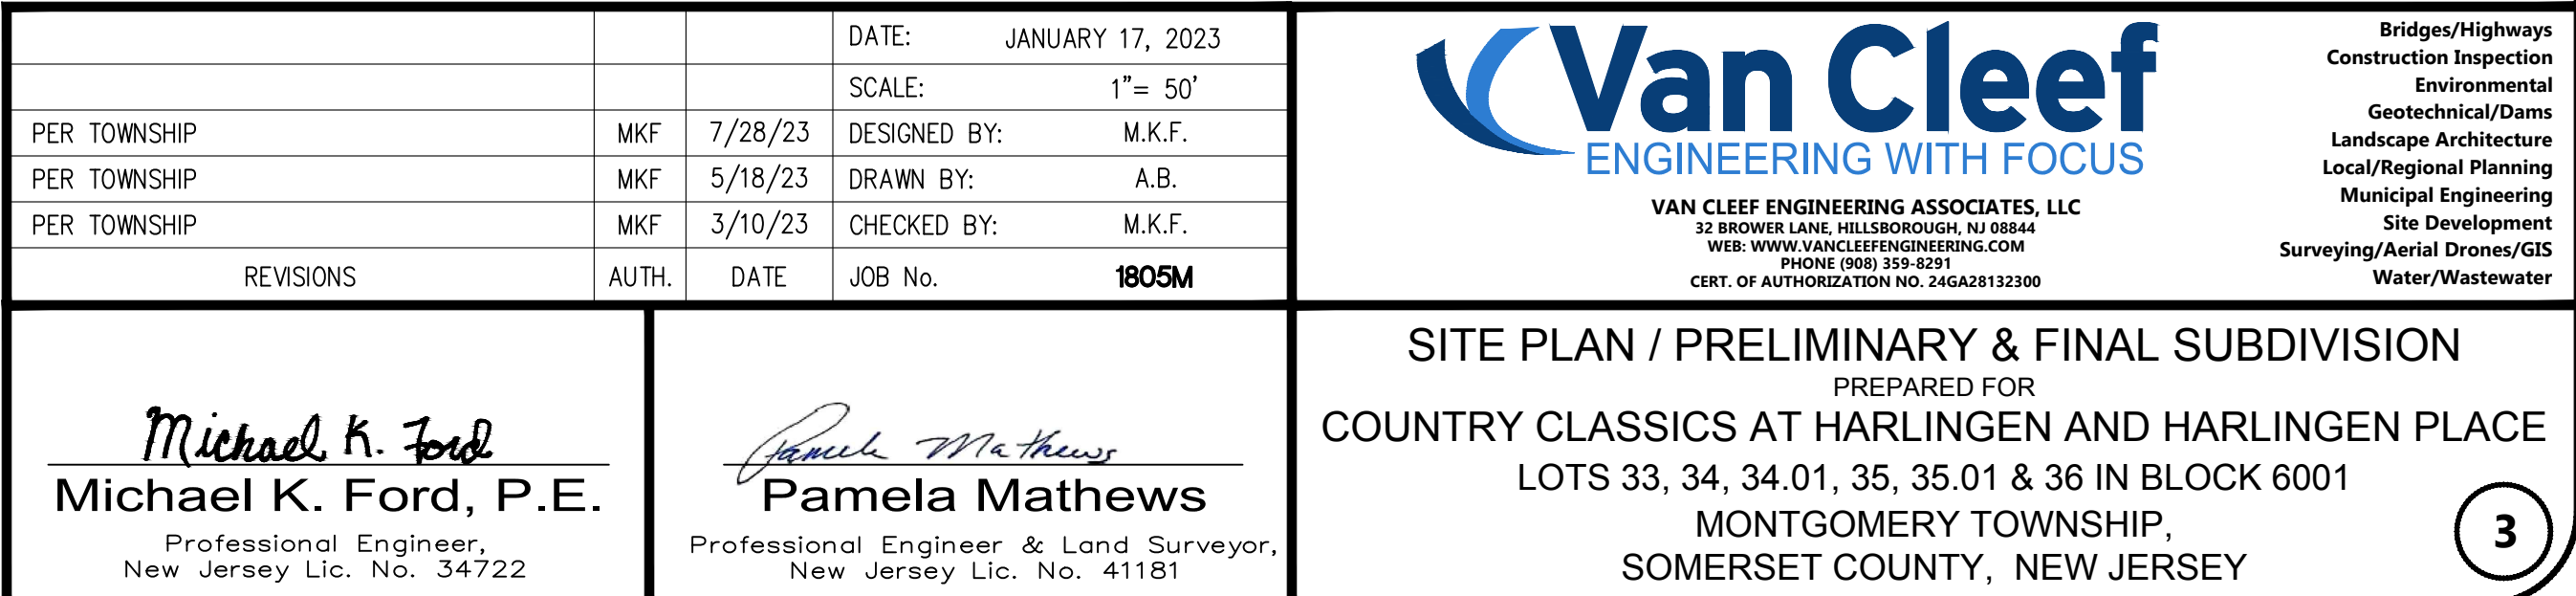 DATE: JANUARY 17, 2023
SCALE: 1"= 50'
PER TOWNSHIP MKF 7/28/23 DESIGNED BY: M.K.F.
PER TOWNSHIP MKF 5/18/23 DRAWN BY: A.B.
PER TOWNSHIP MKF 3/10/23 CHECKED BY: M.K.F.
REVISIONS AUTH. DATE JOB No. 1805M
Van Cleef
ENGINEERING WITH FOCUS
VAN CLEEF ENGINEERING ASSOCIATES, LLC
32 BROWER LANE, HILLSBOROUGH, NJ 08844
WEB: WWW.VANCLEEFENGINEERING.COM
PHONE (908) 359-8291
CERT. OF AUTHORIZATION NO. 24GA28132300
Bridges/Highways
Construction Inspection
Environmental
Geotechnical/Dams
Landscape Architecture
Local/Regional Planning
Municipal Engineering
Site Development
Surveying/Aerial Drones/GIS
Water/Wastewater
Michael K. Ford
Michael K. Ford, P.E.
Professional Engineer,
New Jersey Lic. No. 34722
Pamela Mathews
Pamela Mathews
Professional Engineer & Land Surveyor,
New Jersey Lic. No. 41181
SITE PLAN / PRELIMINARY & FINAL SUBDIVISION
PREPARED FOR
COUNTRY CLASSICS AT HARLINGEN AND HARLINGEN PLACE
LOTS 33, 34, 34.01, 35, 35.01 & 36 IN BLOCK 6001
MONTGOMERY TOWNSHIP,
SOMERSET COUNTY, NEW JERSEY
3